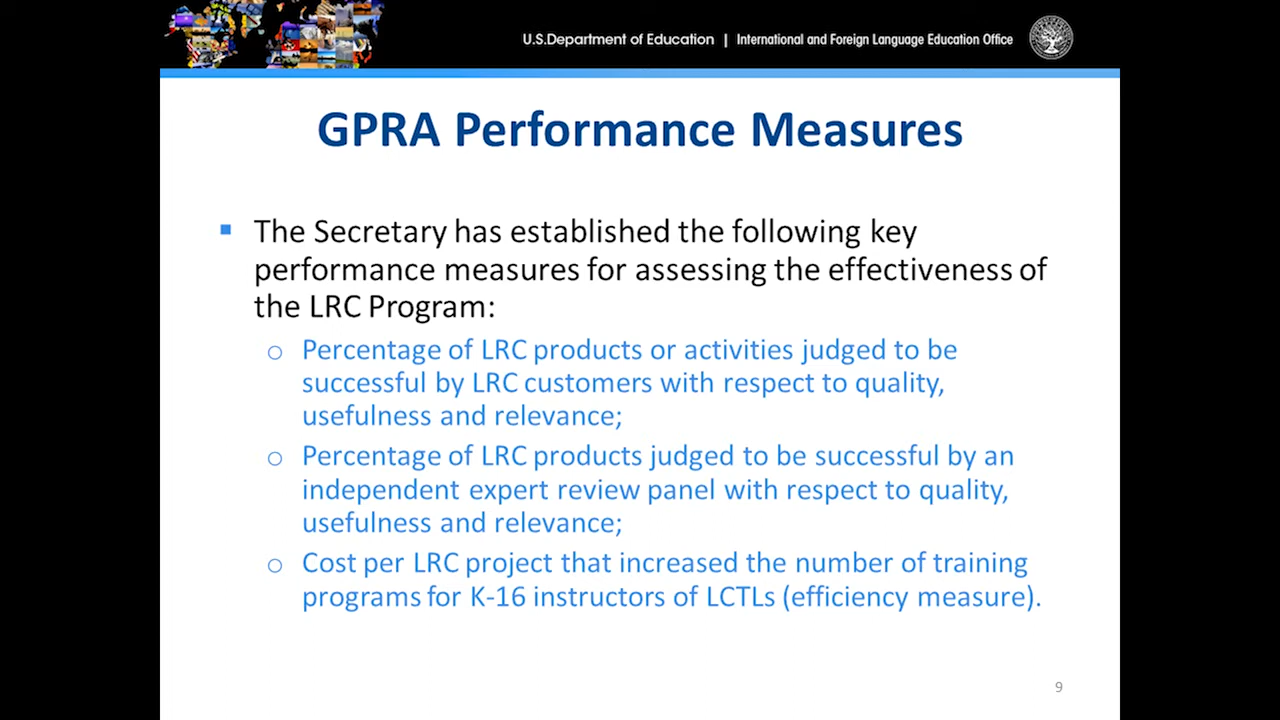 U.S.Department of Education | International and Foreign Language Education Office
GPRA Performance Measures
▪ The Secretary has established the following key
performance measures for assessing the effectiveness of
the LRC Program:
o Percentage of LRC products or activities judged to be
successful by LRC customers with respect to quality,
usefulness and relevance;
o Percentage of LRC products judged to be successful by an
independent expert review panel with respect to quality,
usefulness and relevance;
o Cost per LRC project that increased the number of training
programs for K-16 instructors of LCTLs (efficiency measure).
9